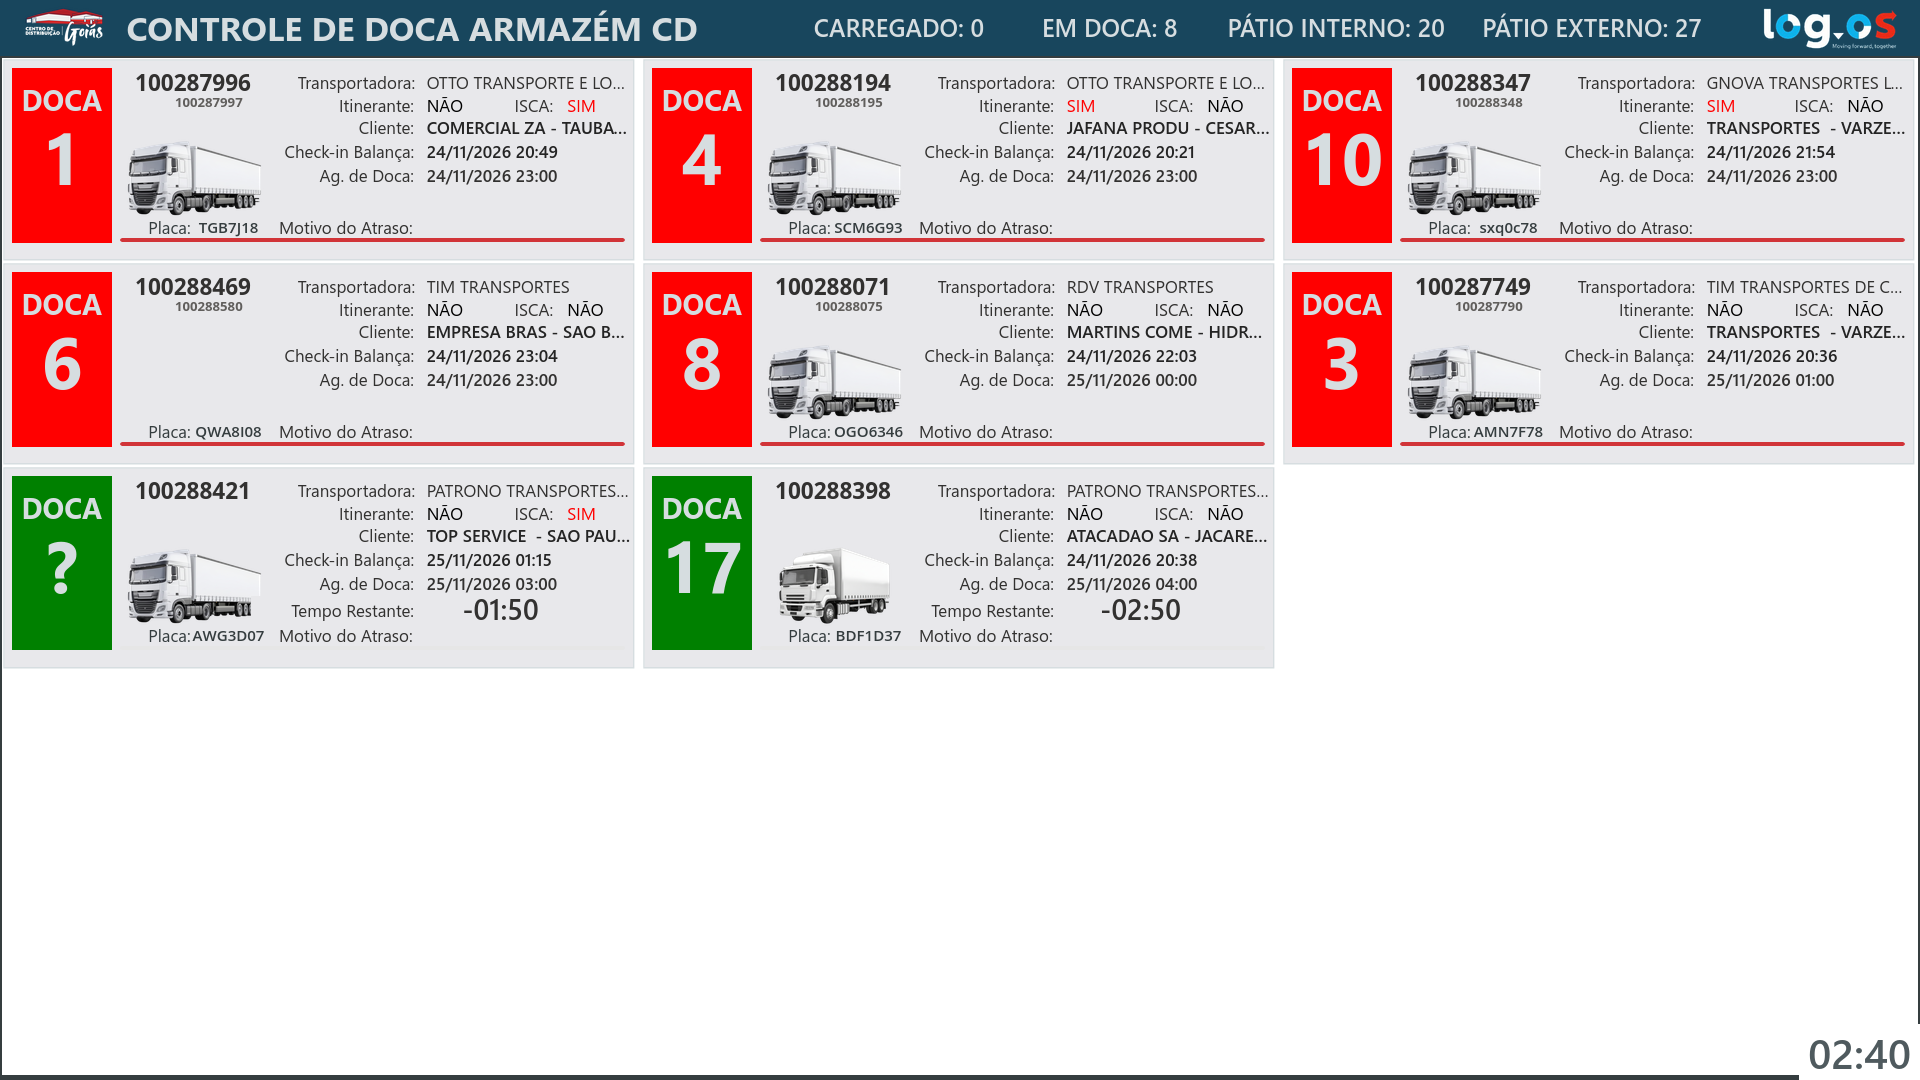 CENTRO DE DISTRIBUIÇÃO Goiás
CONTROLE DE DOCA ARMAZÉM CD
CARREGADO: 0
EM DOCA: 8
PÁTIO INTERNO: 20
PÁTIO EXTERNO: 27
log.os
Moving forward, together
DOCA
1
100287996
100287997
Transportadora: OTTO TRANSPORTE E LO...
Itinerante: NÃO ISCA: SIM
Cliente: COMERCIAL ZA - TAUBA...
Check-in Balança: 24/11/2026 20:49
Ag. de Doca: 24/11/2026 23:00
Placa: TGB7J18 Motivo do Atraso:
DOCA
4
100288194
100288195
Transportadora: OTTO TRANSPORTE E LO...
Itinerante: SIM ISCA: NÃO
Cliente: JAFANA PRODU - CESAR...
Check-in Balança: 24/11/2026 20:21
Ag. de Doca: 24/11/2026 23:00
Placa: SCM6G93 Motivo do Atraso:
DOCA
10
100288347
100288348
Transportadora: GNOVA TRANSPORTES L...
Itinerante: SIM ISCA: NÃO
Cliente: TRANSPORTES - VARZE...
Check-in Balança: 24/11/2026 21:54
Ag. de Doca: 24/11/2026 23:00
Placa: sxq0c78 Motivo do Atraso:
DOCA
6
100288469
100288580
Transportadora: TIM TRANSPORTES
Itinerante: NÃO ISCA: NÃO
Cliente: EMPRESA BRAS - SAO B...
Check-in Balança: 24/11/2026 23:04
Ag. de Doca: 24/11/2026 23:00
Placa: QWA8I08 Motivo do Atraso:
DOCA
8
100288071
100288075
Transportadora: RDV TRANSPORTES
Itinerante: NÃO ISCA: NÃO
Cliente: MARTINS COME - HIDR...
Check-in Balança: 24/11/2026 22:03
Ag. de Doca: 25/11/2026 00:00
Placa: OGO6346 Motivo do Atraso:
DOCA
3
100287749
100287790
Transportadora: TIM TRANSPORTES DE C...
Itinerante: NÃO ISCA: NÃO
Cliente: TRANSPORTES - VARZE...
Check-in Balança: 24/11/2026 20:36
Ag. de Doca: 25/11/2026 01:00
Placa: AMN7F78 Motivo do Atraso:
DOCA
?
100288421
Transportadora: PATRONO TRANSPORTES...
Itinerante: NÃO ISCA: SIM
Cliente: TOP SERVICE - SAO PAU...
Check-in Balança: 25/11/2026 01:15
Ag. de Doca: 25/11/2026 03:00
Tempo Restante: -01:50
Placa: AWG3D07 Motivo do Atraso:
DOCA
17
100288398
Transportadora: PATRONO TRANSPORTES...
Itinerante: NÃO ISCA: NÃO
Cliente: ATACADAO SA - JACARE...
Check-in Balança: 24/11/2026 20:38
Ag. de Doca: 25/11/2026 04:00
Tempo Restante: -02:50
Placa: BDF1D37 Motivo do Atraso:
02:40